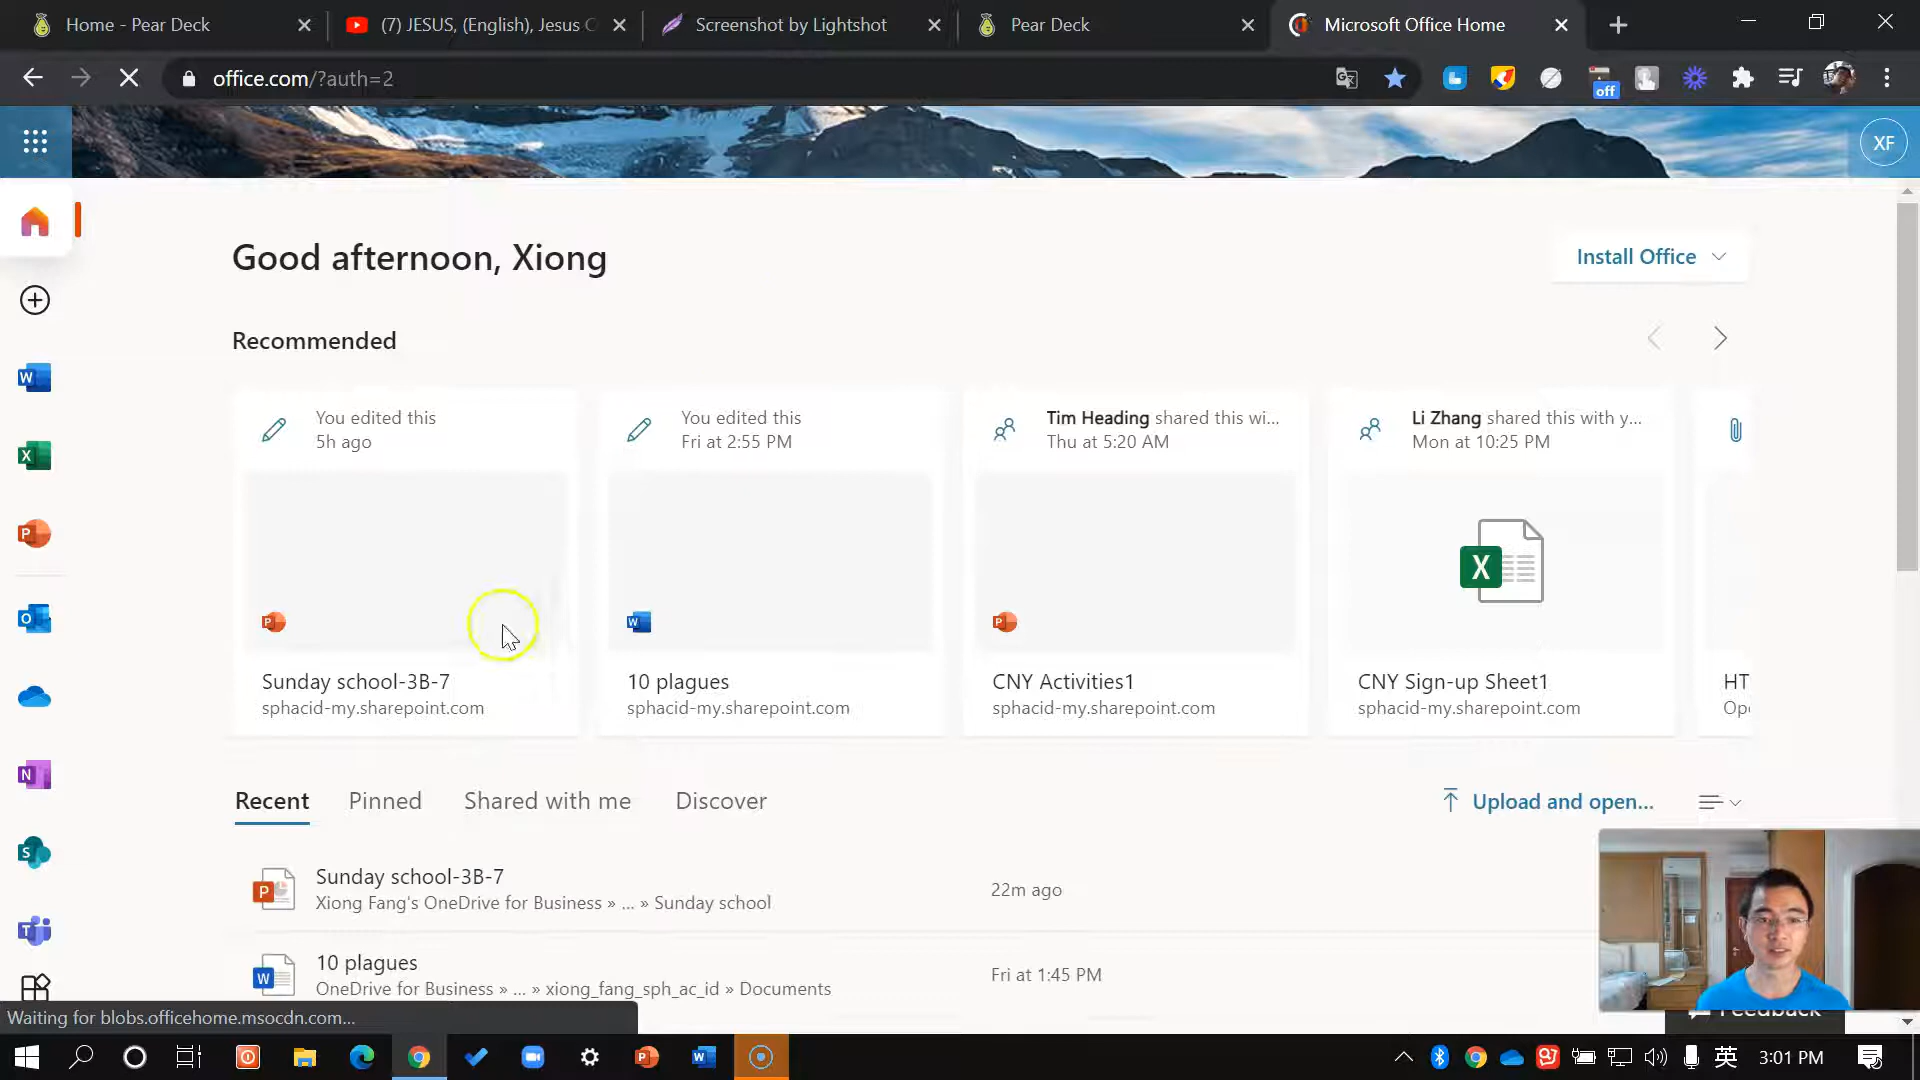 Home - Pear Deck
(7) JESUS, (English), Jesus C
Screenshot by Lightshot
Pear Deck
Microsoft Office Home
office.com/?auth=2
off
XF
Good afternoon, Xiong
Install Office
Recommended
You edited this
5h ago
You edited this
Fri at 2:55 PM
Tim Heading shared this wi...
Thu at 5:20 AM
Li Zhang shared this with y...
Mon at 10:25 PM
Sunday school-3B-7
sphacid-my.sharepoint.com
10 plagues
sphacid-my.sharepoint.com
CNY Activities1
sphacid-my.sharepoint.com
CNY Sign-up Sheet1
sphacid-my.sharepoint.com
HT
Ope
Recent
Pinned
Shared with me
Discover
Upload and open...
Sunday school-3B-7
Xiong Fang's OneDrive for Business » ... » Sunday school
22m ago
10 plagues
OneDrive for Business » ... » xiong_fang_sph_ac_id » Documents
Fri at 1:45 PM
Feedback
Waiting for blobs.officehome.msocdn.com...
英
3:01 PM